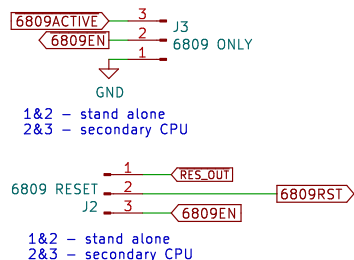 6809ACTIVE 3 J3
6809EN 2 6809 ONLY
1
GND
1&2 - stand alone
2&3 - secondary CPU
1 RES_OUT
6809 RESET 2 6809RST
J2 3 6809EN
1&2 - stand alone
2&3 - secondary CPU